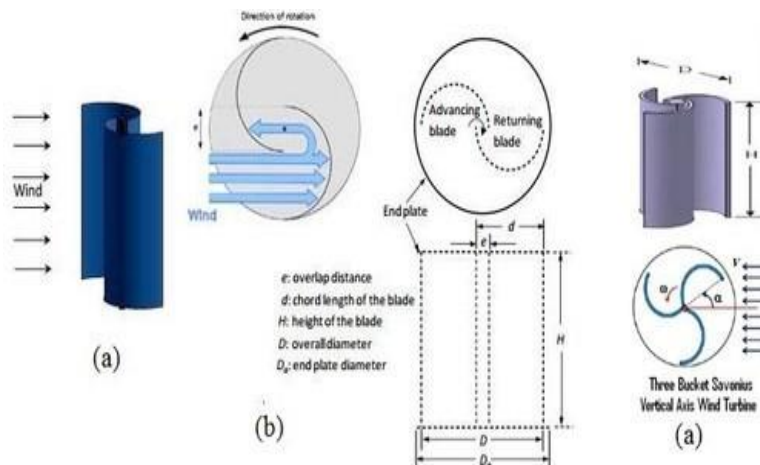 Direction of rotation
Wind
(a)
e
Wind
(b)
Advancing
blade
Returning
blade
End plate
d
e
H
D
e: overlap distance
d: chord length of the blade
H: height of the blade
D: overall diameter
Dₒ: end plate diameter
D
H
V
ω
α
Three Bucket Savonius
Vertical Axis Wind Turbine
(a)